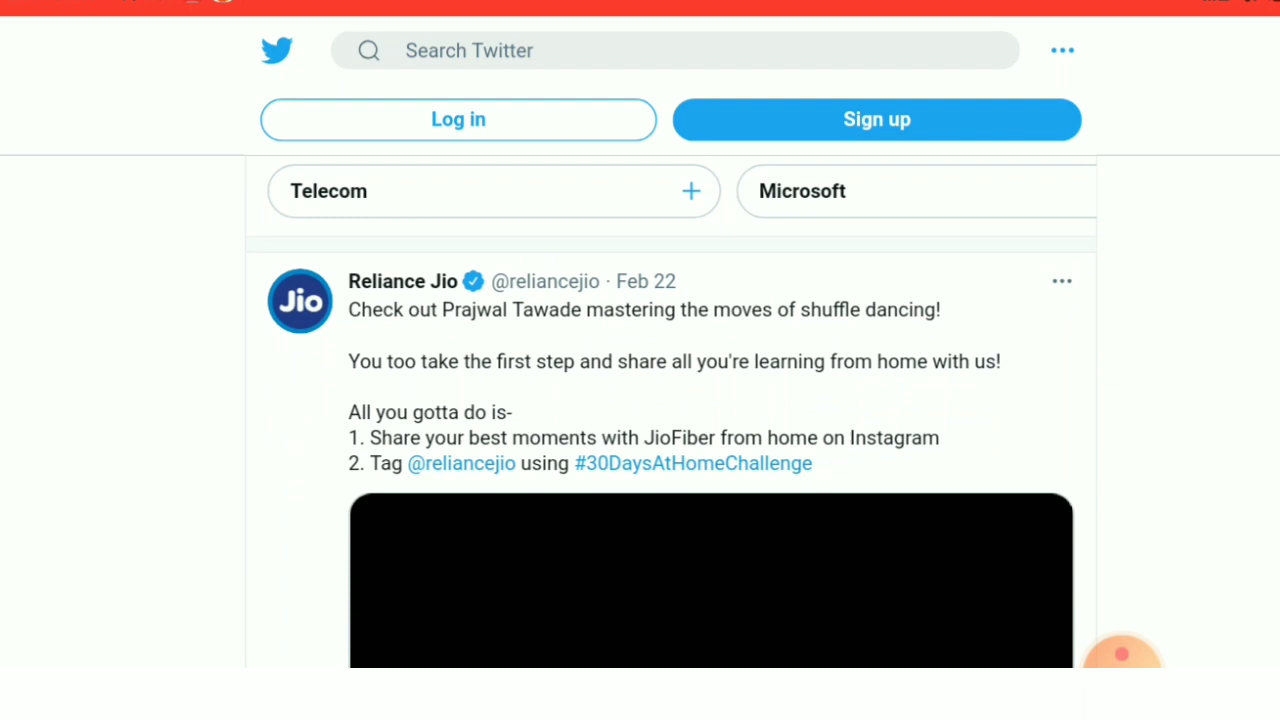 Search Twitter
Log in
Sign up
Telecom
Microsoft
Jio
Reliance Jio @reliancejio · Feb 22
Check out Prajwal Tawade mastering the moves of shuffle dancing!
You too take the first step and share all you're learning from home with us!
All you gotta do is-
1. Share your best moments with JioFiber from home on Instagram
2. Tag @reliancejio using #30DaysAtHomeChallenge